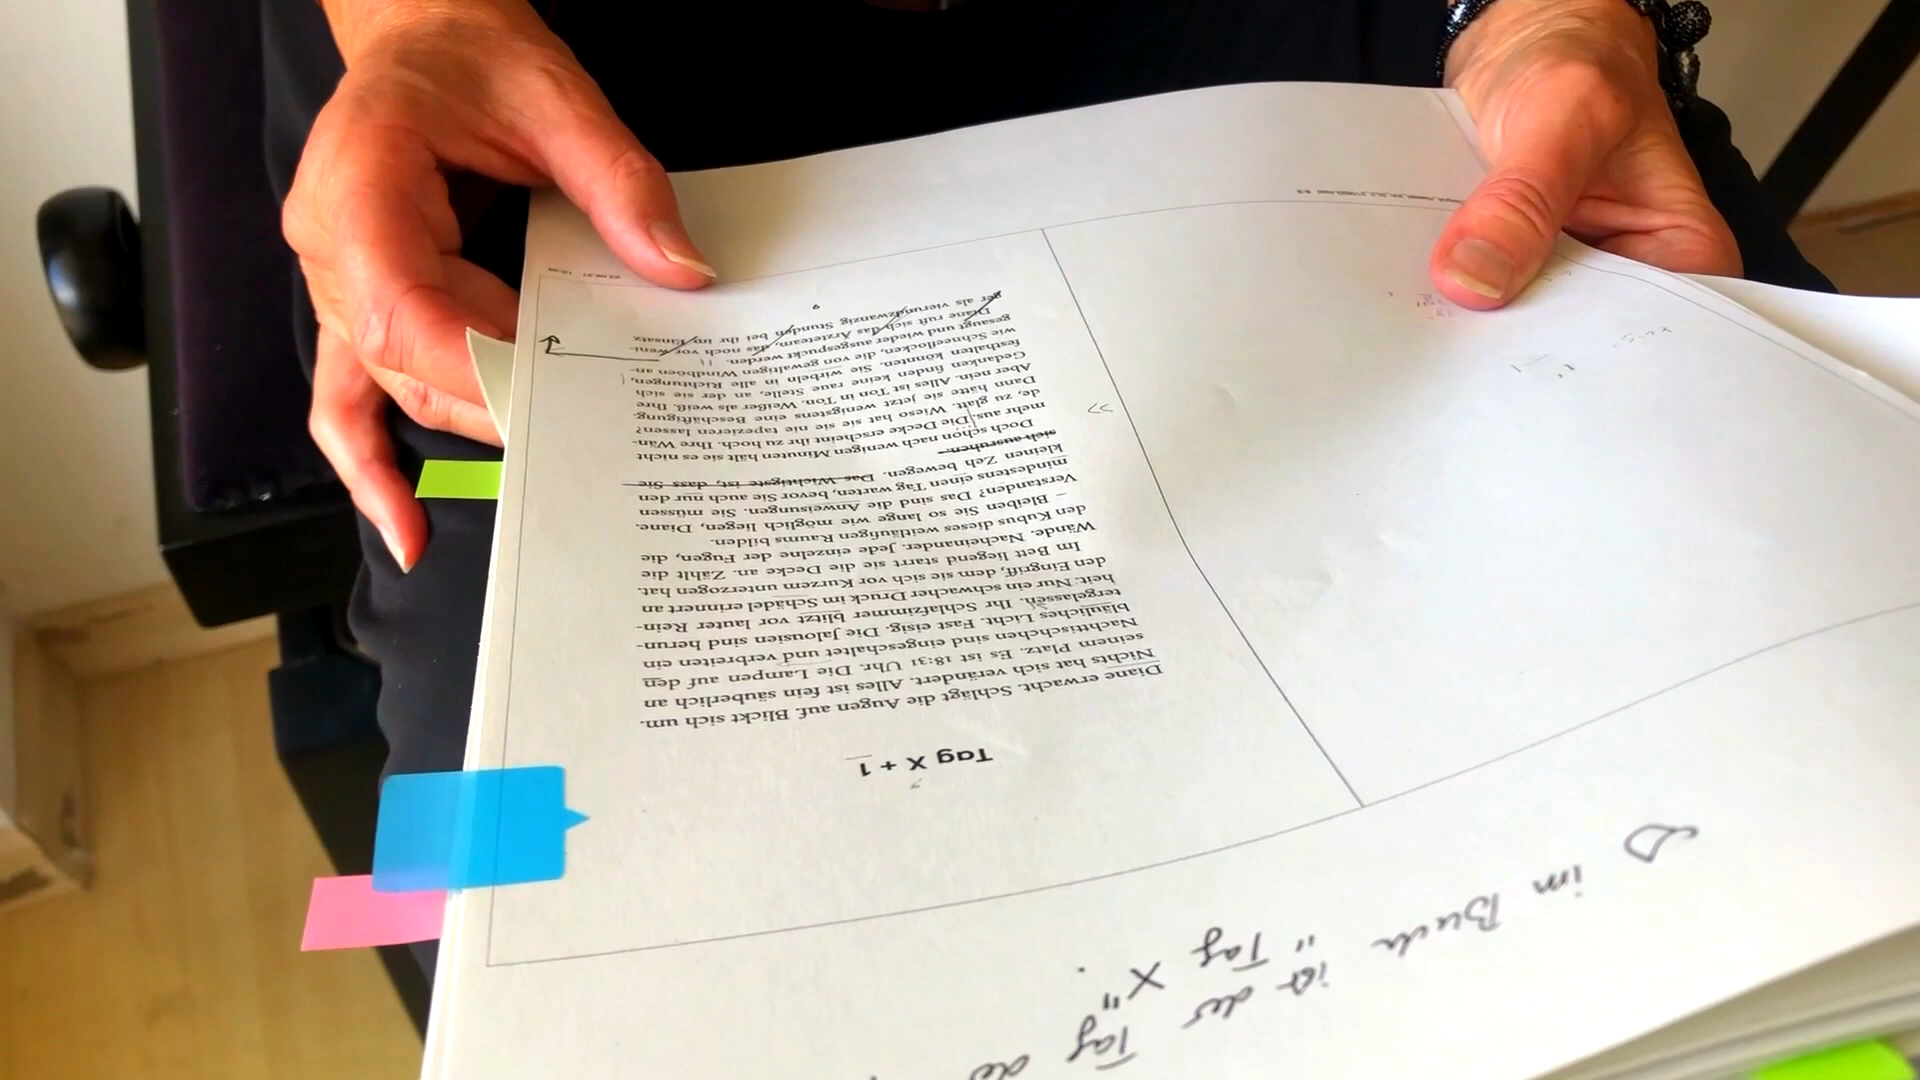 Tag X + 1
Diane erwacht. Schlägt die Augen auf. Blickt sich um.
Nichts hat sich verändert. Alles ist fein säuberlich an
seinem Platz. Es ist 18:31 Uhr. Die Lampen auf den
Nachttischchen sind eingeschaltet und verbreiten ein
bläuliches Licht. Fast eisig. Die Jalousien sind herun-
tergelassen. Ihr Schlafzimmer blitzt vor lauter Rein-
heit. Nur ein schwacher Druck im Schädel erinnert an
den Eingriff, dem sie sich vor Kurzem unterzogen hat.
Im Bett liegend starrt sie die Decke an. Zählt die
Wände. Nacheinander. Jede einzelne der Fugen, die
den Kubus dieses weitläufigen Raums bilden.
– Bleiben Sie so lange wie möglich liegen, Diane.
Verstanden? Das sind die Anweisungen. Sie müssen
mindestens einen Tag warten, bevor Sie auch nur den
kleinen Zeh bewegen. Das Wichtigste ist, dass Sie
sich ausruhen.
Doch schon nach wenigen Minuten hält sie es nicht
mehr aus. Die Decke erscheint ihr zu hoch. Ihre Wän-
de, zu glatt. Wieso hat sie sie nie tapezieren lassen?
Dann hätte sie jetzt wenigstens eine Beschäftigung.
Aber nein. Alles ist Ton in Ton. Weißer als weiß. Ihre
Gedanken finden keine raue Stelle, an der sie sich
festhalten könnten. Sie wirbeln in alle Richtungen,
wie Schneeflocken, die von gewaltigen Windböen an-
gesaugt und wieder ausgespuckt werden.
Diane ruft sich das Ärzteteam, das noch vor weni-
ger als vierundzwanzig Stunden bei ihr im Einsatz
9
im Buch
ist des "Tag X".
Tag